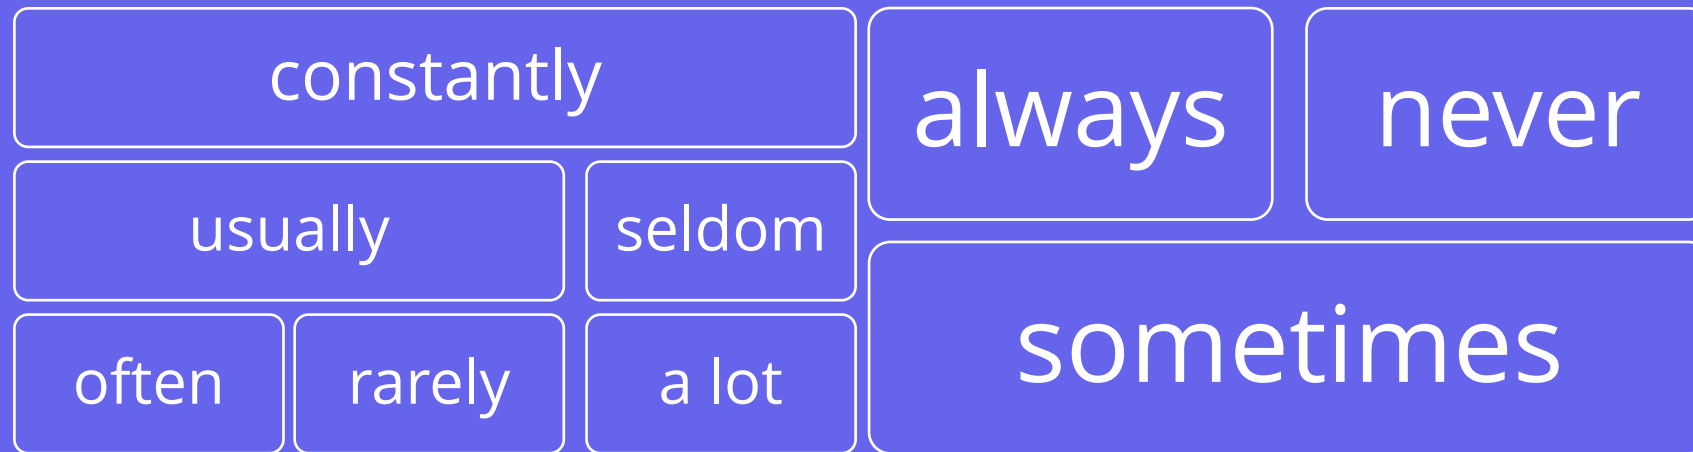 constantly
always
never
usually
seldom
sometimes
often
rarely
a lot